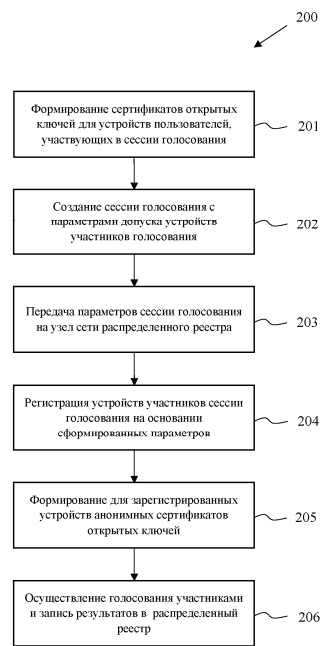 200
Формирование сертификатов открытых
ключей для устройств пользователей,
участвующих в сессии голосования
201
Создание сессии голосования с
параметрами допуска устройств
участников голосования
202
Передача параметров сессии голосования
на узел сети распределенного реестра
203
Регистрация устройств участников сессии
голосования на основании
сформированных параметров
204
Формирование для зарегистрированных
устройств анонимных сертификатов
открытых ключей
205
Осуществление голосования участниками
и запись результатов в распределенный
реестр
206